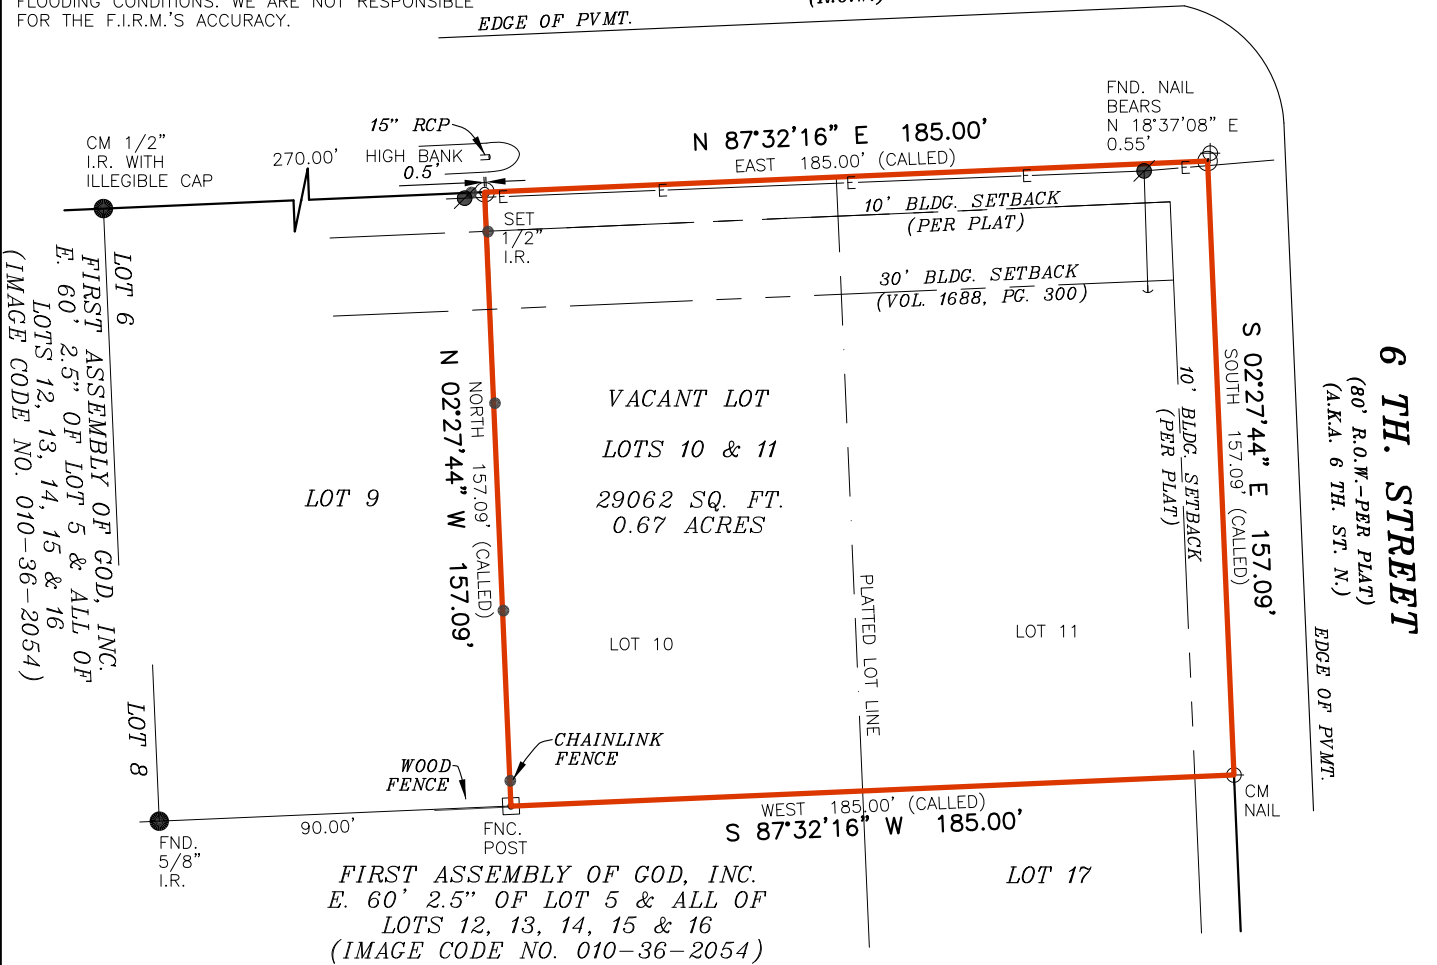 FLOODING CONDITIONS. WE ARE NOT RESPONSIBLE
FOR THE F.I.R.M.'S ACCURACY.
EDGE OF PVMT.
CM 1/2"
I.R. WITH
ILLEGIBLE CAP
270.00'
15" RCP
HIGH BANK
0.5'
N 87°32'16" E 185.00'
EAST 185.00' (CALLED)
FND. NAIL
BEARS
N 18°37'08" E
0.55'
E
E
E
E
E
SET
1/2"
I.R.
10' BLDG. SETBACK
(PER PLAT)
30' BLDG. SETBACK
(VOL. 1688, PG. 300)
LOT 6
FIRST ASSEMBLY OF GOD, INC.
E. 60' 2.5" OF LOT 5 & ALL OF
LOTS 12, 13, 14, 15 & 16
(IMAGE CODE NO. 010-36-2054)
LOT 8
LOT 9
N 02°27'44" W 157.09'
NORTH 157.09' (CALLED)
VACANT LOT
LOTS 10 & 11
29062 SQ. FT.
0.67 ACRES
LOT 10
PLATTED LOT LINE
LOT 11
10' BLDG. SETBACK
(PER PLAT)
S 02°27'44" E 157.09'
SOUTH 157.09' (CALLED)
6 TH. STREET
(80' R.O.W.-PER PLAT)
(A.K.A. 6 TH. ST. N.)
EDGE OF PVMT.
CHAINLINK
FENCE
WOOD
FENCE
FND.
5/8"
I.R.
90.00'
FNC.
POST
WEST 185.00' (CALLED)
S 87°32'16" W 185.00'
CM
NAIL
FIRST ASSEMBLY OF GOD, INC.
E. 60' 2.5" OF LOT 5 & ALL OF
LOTS 12, 13, 14, 15 & 16
(IMAGE CODE NO. 010-36-2054)
LOT 17